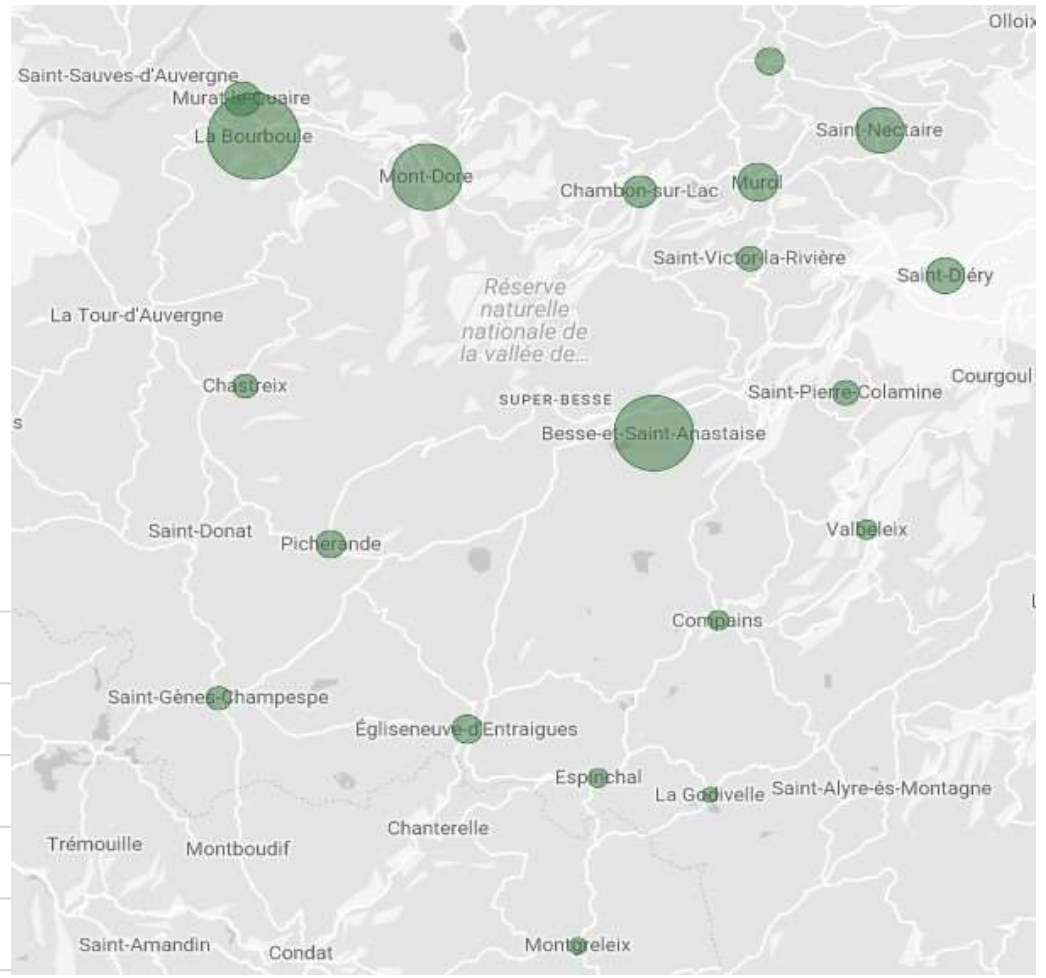 Olloix
Saint-Sauves-d'Auvergne
Murat-le-Quaire
La Bourboule
Saint-Nectaire
Mont-Dore
Chambon-sur-Lac
Murol
Saint-Victor-la-Rivière
Saint-Diéry
Réserve
naturelle
nationale de
la vallée de...
La Tour-d'Auvergne
Chastreix
SUPER-BESSE
Saint-Pierre-Colamine
Courgoul
s
Besse-et-Saint-Anastaise
Saint-Donat
Picherande
Valbeleix
Compains
Saint-Gènes-Champespe
Égliseneuve-d'Entraigues
Espinchal
La Godivelle
Saint-Alyre-ès-Montagne
Chanterelle
Trémouille
Montboudif
Saint-Amandin
Condat
Montgreleix